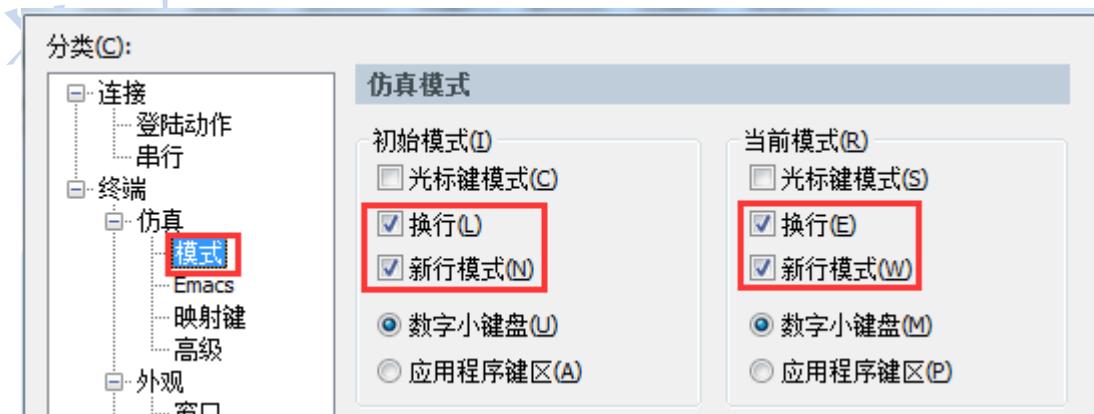 分类(C):
连接
登陆动作
串行
终端
仿真
模式
Emacs
映射键
高级
外观
窗口
仿真模式
初始模式(I)
光标键模式(C)
换行(L)
新行模式(N)
数字小键盘(U)
应用程序键区(A)
当前模式(R)
光标键模式(S)
换行(E)
新行模式(W)
数字小键盘(M)
应用程序键区(P)